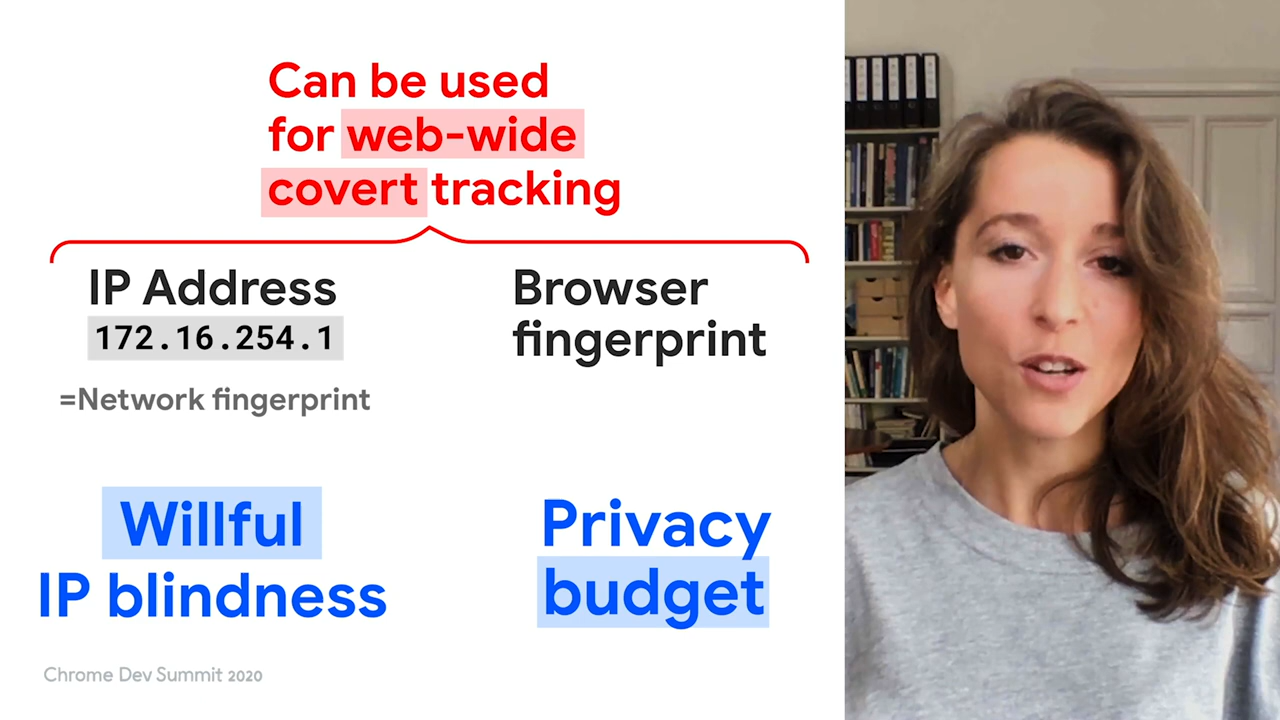 Can be used
for web-wide
covert tracking
IP Address
172.16.254.1
=Network fingerprint
Browser
fingerprint
Willful
IP blindness
Privacy
budget
Chrome Dev Summit 2020